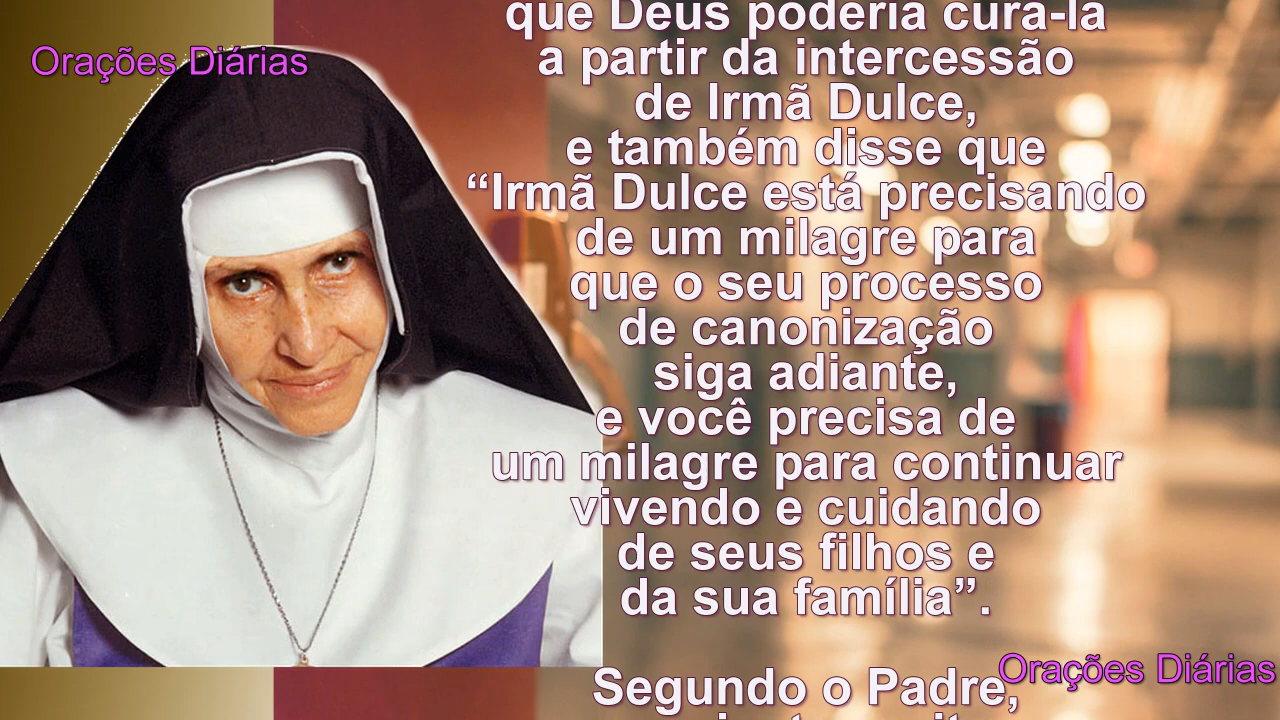 Orações Diárias
que Deus poderia curá-la
a partir da intercessão
de Irmã Dulce,
e também disse que
“Irmã Dulce está precisando
de um milagre para
que o seu processo
de canonização
siga adiante,
e você precisa de
um milagre para continuar
vivendo e cuidando
de seus filhos e
da sua família”.
Segundo o Padre,
Orações Diárias